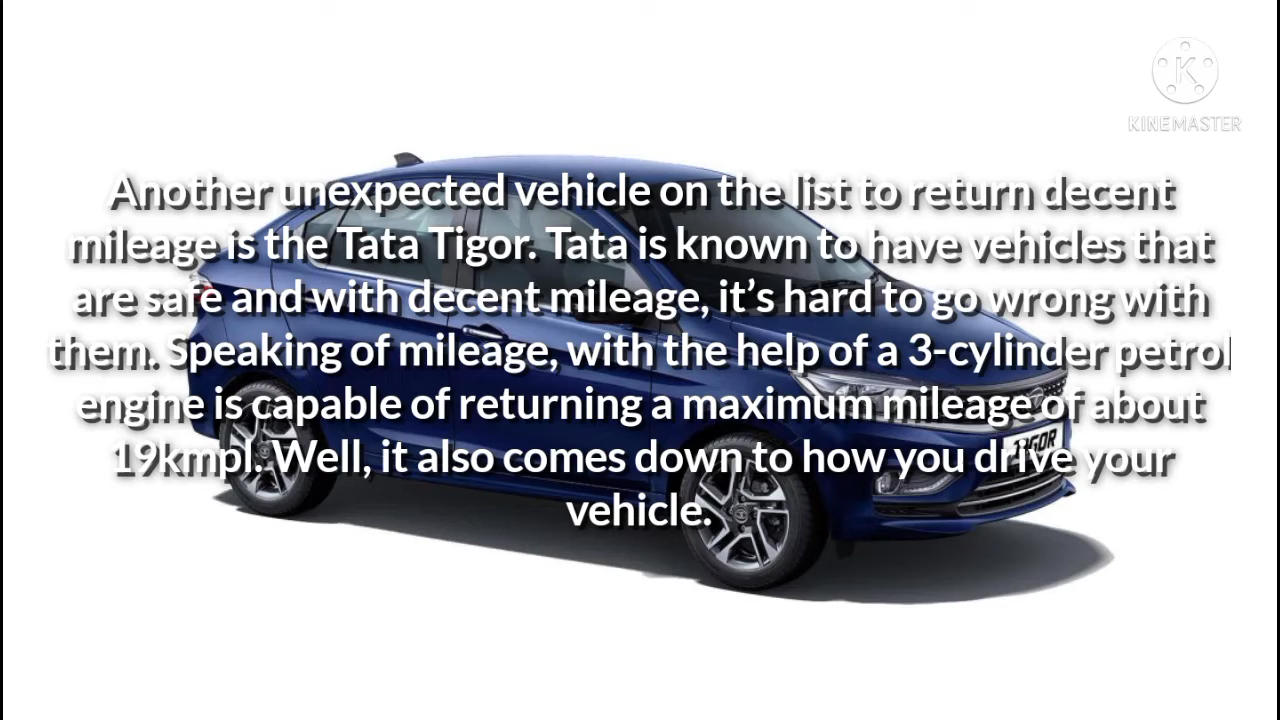 KINEMASTER
Another unexpected vehicle on the list to return decent
mileage is the Tata Tigor. Tata is known to have vehicles that
are safe and with decent mileage, it’s hard to go wrong with
them. Speaking of mileage, with the help of a 3-cylinder petrol
engine is capable of returning a maximum mileage of about
19kmpl. Well, it also comes down to how you drive your
vehicle.
TIGOR